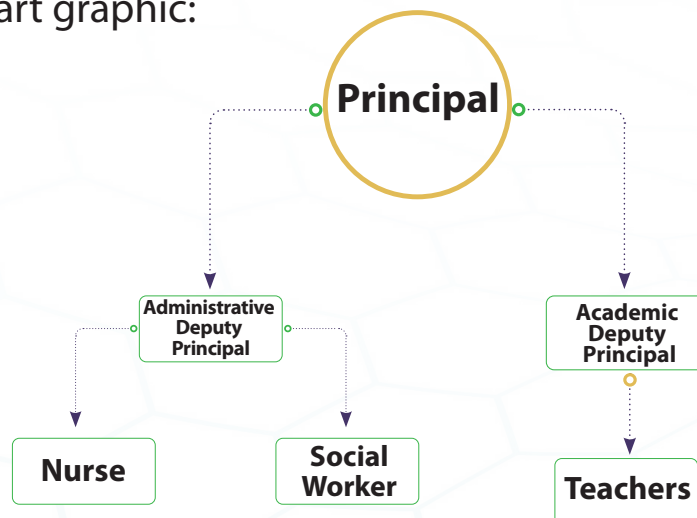 art graphic:
Principal
Administrative
Deputy
Principal
Academic
Deputy
Principal
Nurse
Social
Worker
Teachers